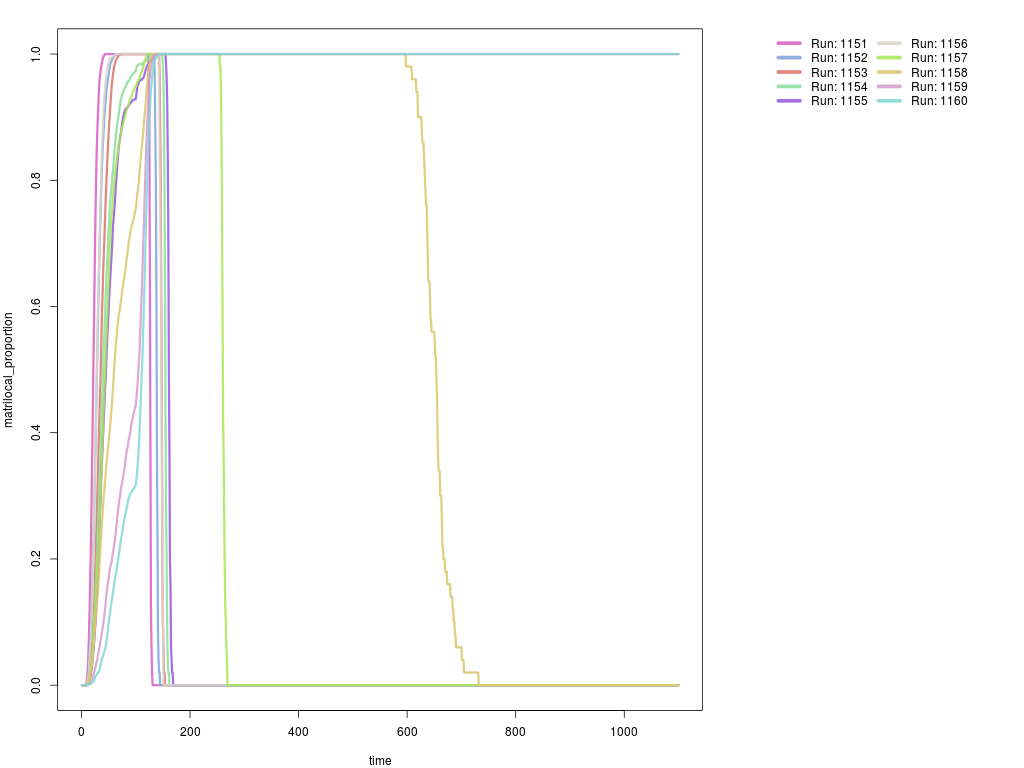 Run: 1151
Run: 1152
Run: 1153
Run: 1154
Run: 1155
Run: 1156
Run: 1157
Run: 1158
Run: 1159
Run: 1160
matrilocal_proportion
1.0
0.8
0.6
0.4
0.2
0.0
0 200 400 600 800 1000
time